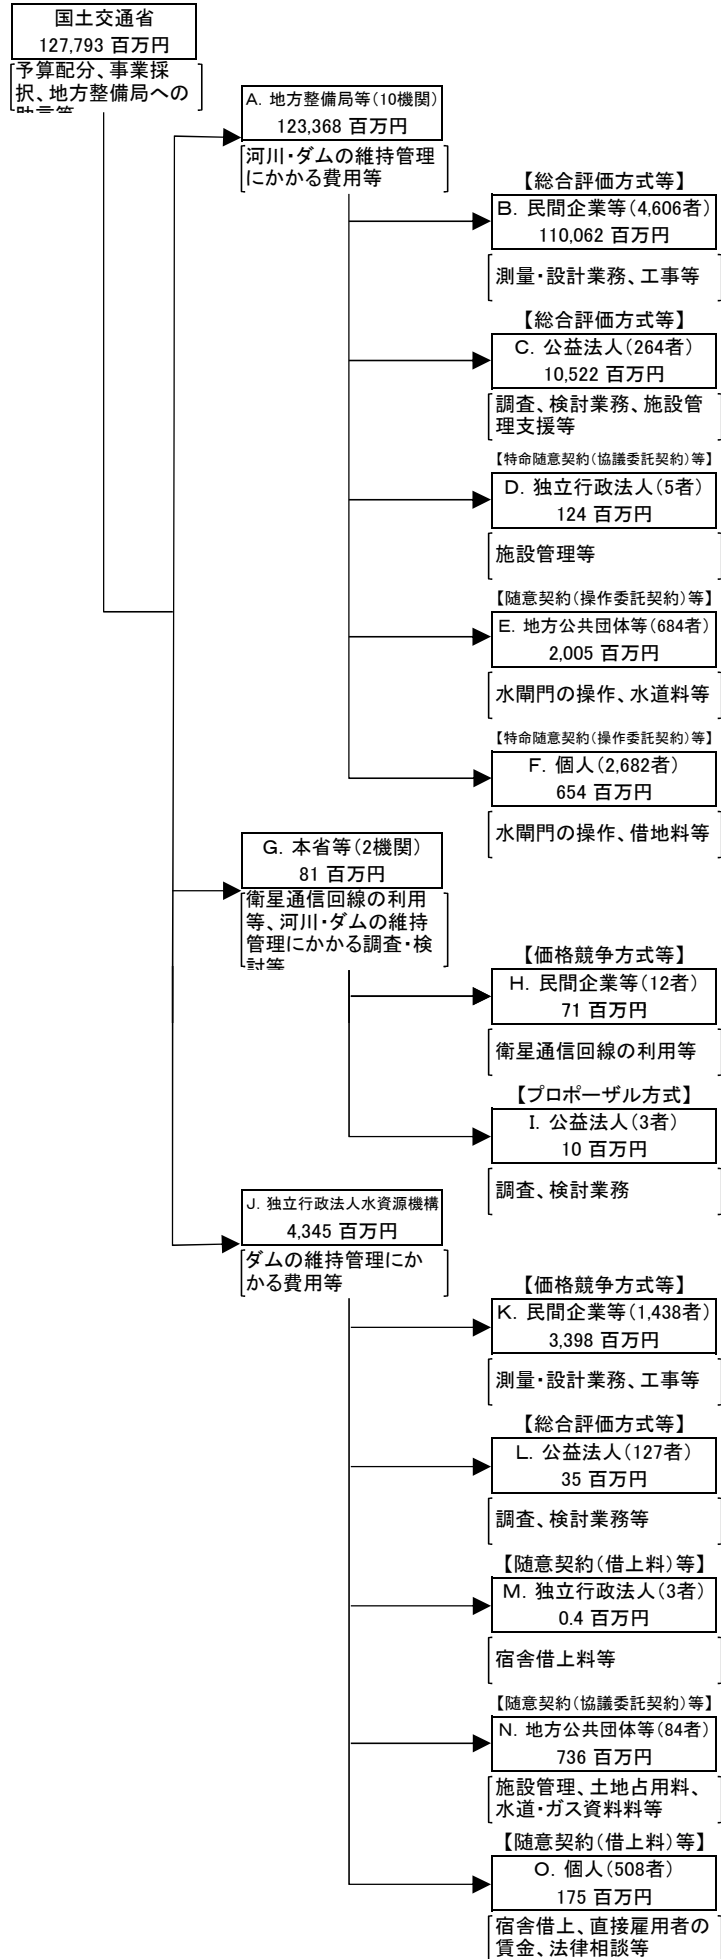 国土交通省
127,793 百万円
予算配分、事業採
択、地方整備局への
助言等
A. 地方整備局等(10機関)
123,368 百万円
河川・ダムの維持管理
にかかる費用等
【総合評価方式等】
B. 民間企業等(4,606者)
110,062 百万円
測量・設計業務、工事等
【総合評価方式等】
C. 公益法人(264者)
10,522 百万円
調査、検討業務、施設管
理支援等
【特命随意契約(協議委託契約)等】
D. 独立行政法人(5者)
124 百万円
施設管理等
【随意契約(操作委託契約)等】
E. 地方公共団体等(684者)
2,005 百万円
水閘門の操作、水道料等
【特命随意契約(操作委託契約)等】
F. 個人(2,682者)
654 百万円
水閘門の操作、借地料等
G. 本省等(2機関)
81 百万円
衛星通信回線の利用
等、河川・ダムの維持
管理にかかる調査・検
討等
【価格競争方式等】
H. 民間企業等(12者)
71 百万円
衛星通信回線の利用等
【プロポーザル方式】
I. 公益法人(3者)
10 百万円
調査、検討業務
J. 独立行政法人水資源機構
4,345 百万円
ダムの維持管理にか
かる費用等
【価格競争方式等】
K. 民間企業等(1,438者)
3,398 百万円
測量・設計業務、工事等
【総合評価方式等】
L. 公益法人(127者)
35 百万円
調査、検討業務等
【随意契約(借上料)等】
M. 独立行政法人(3者)
0.4 百万円
宿舎借上料等
【随意契約(協議委託契約)等】
N. 地方公共団体等(84者)
736 百万円
施設管理、土地占用料、
水道・ガス資料料等
【随意契約(借上料)等】
O. 個人(508者)
175 百万円
宿舎借上、直接雇用者の
賃金、法律相談等